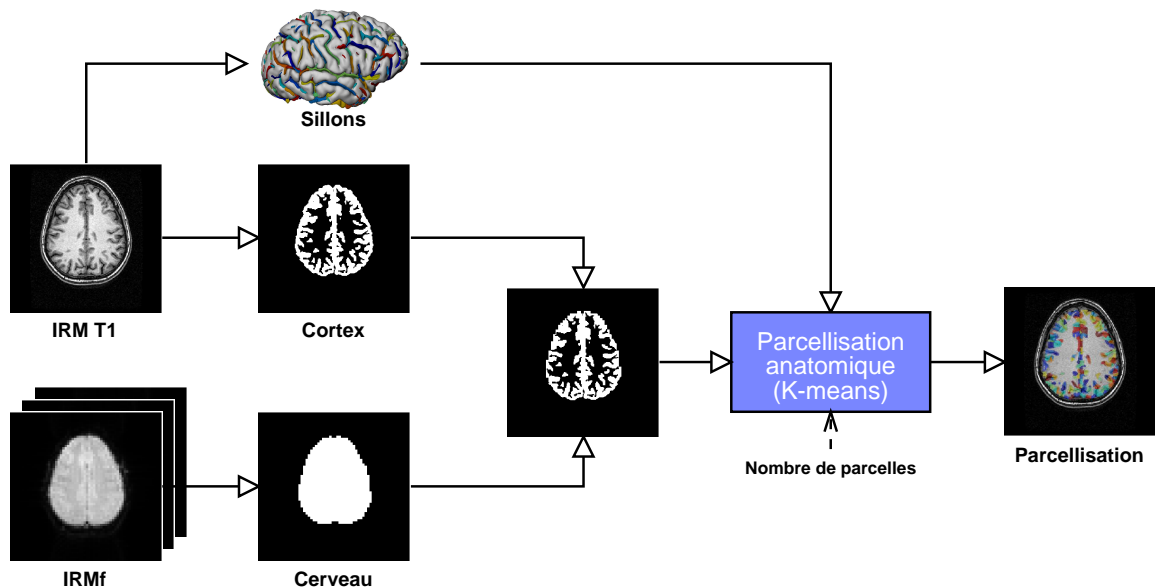 Sillons
IRM T1
Cortex
Parcellisation
anatomique
(K-means)
Nombre de parcelles
Parcellisation
IRMf
Cerveau